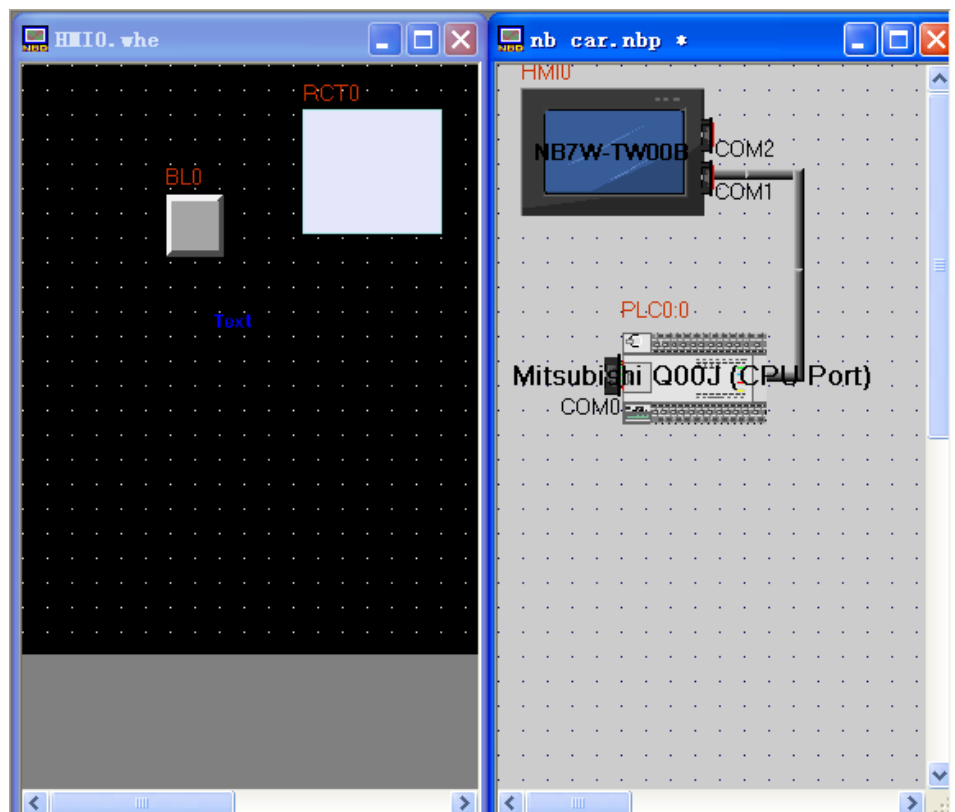 HMI0.whe
RCT0
BL0
Text
nb car.nbp *
HMI0
NB7W-TW00B
COM2
COM1
PLC0:0
Mitsubishi Q00J (CPU Port)
COM0